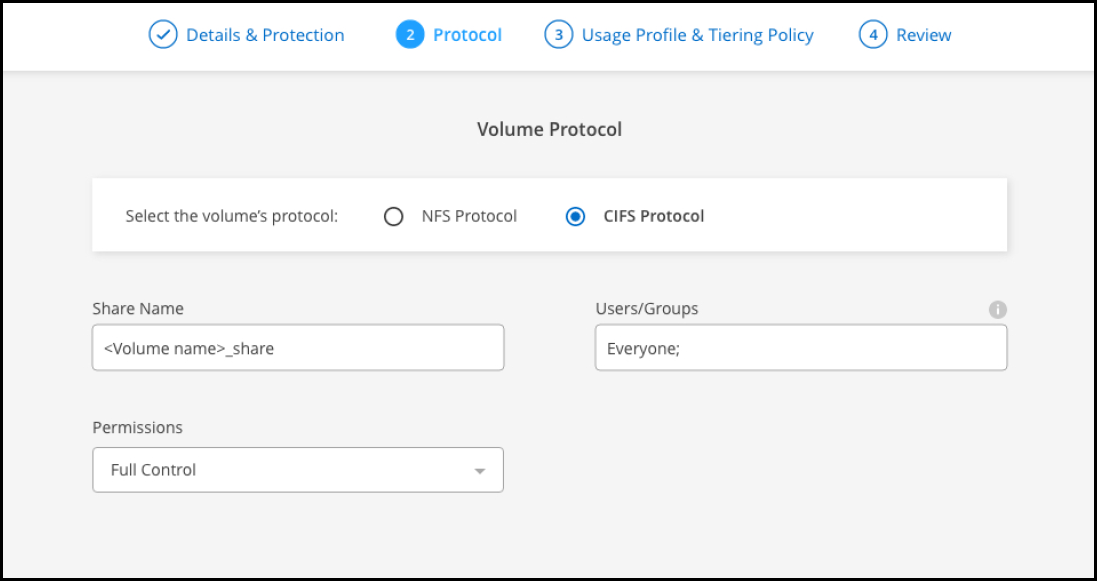 Details & Protection
2 Protocol
3 Usage Profile & Tiering Policy
4 Review
Volume Protocol
Select the volume's protocol: NFS Protocol CIFS Protocol
Share Name
Users/Groups i
<Volume name>_share
Everyone;
Permissions
Full Control